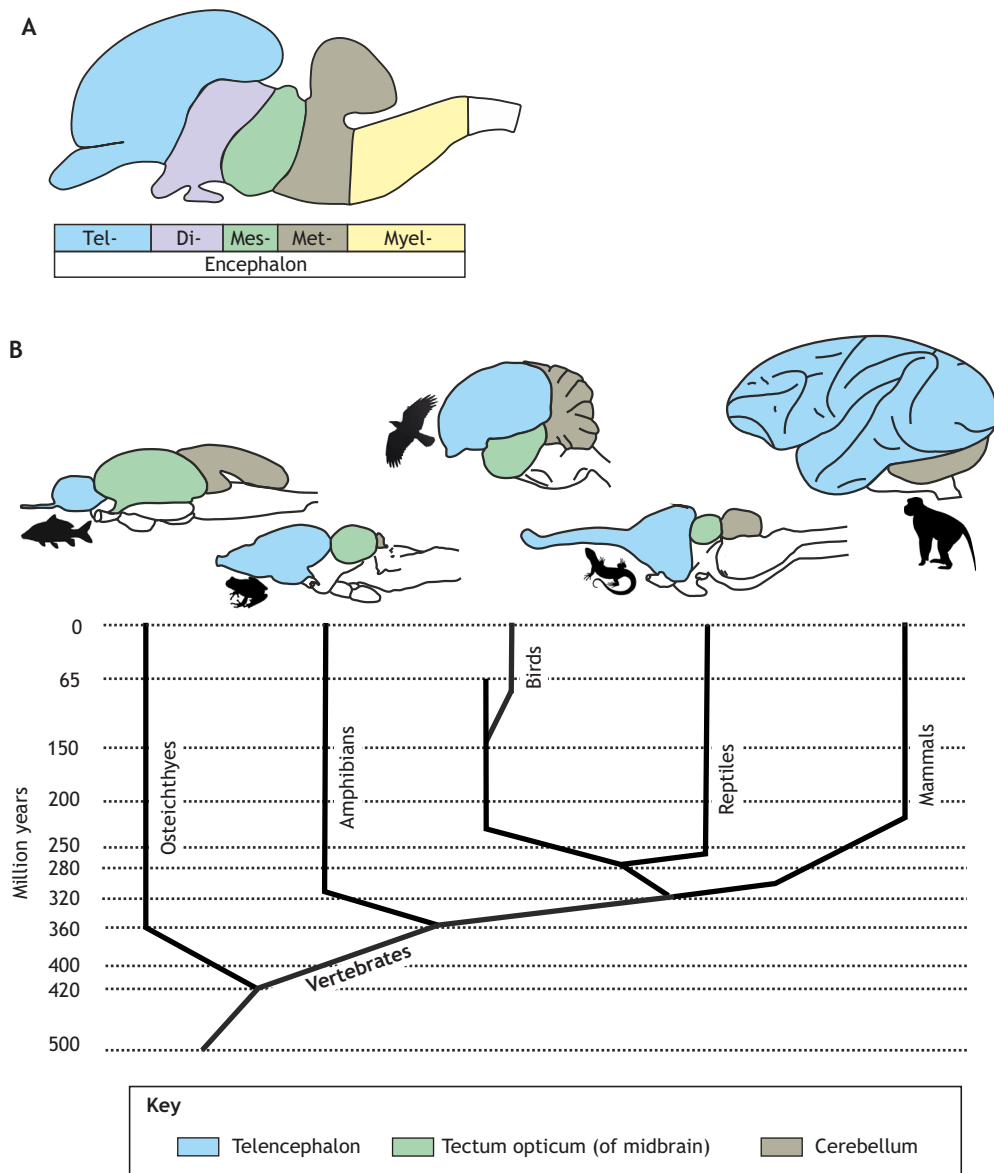 A
Tel-
Di-
Mes-
Met-
Myel-
Encephalon
B
0
65
150
200
250
280
320
360
400
420
500
Million years
Osteichthyes
Amphibians
Birds
Reptiles
Mammals
Vertebrates
Key
Telencephalon
Tectum opticum (of midbrain)
Cerebellum